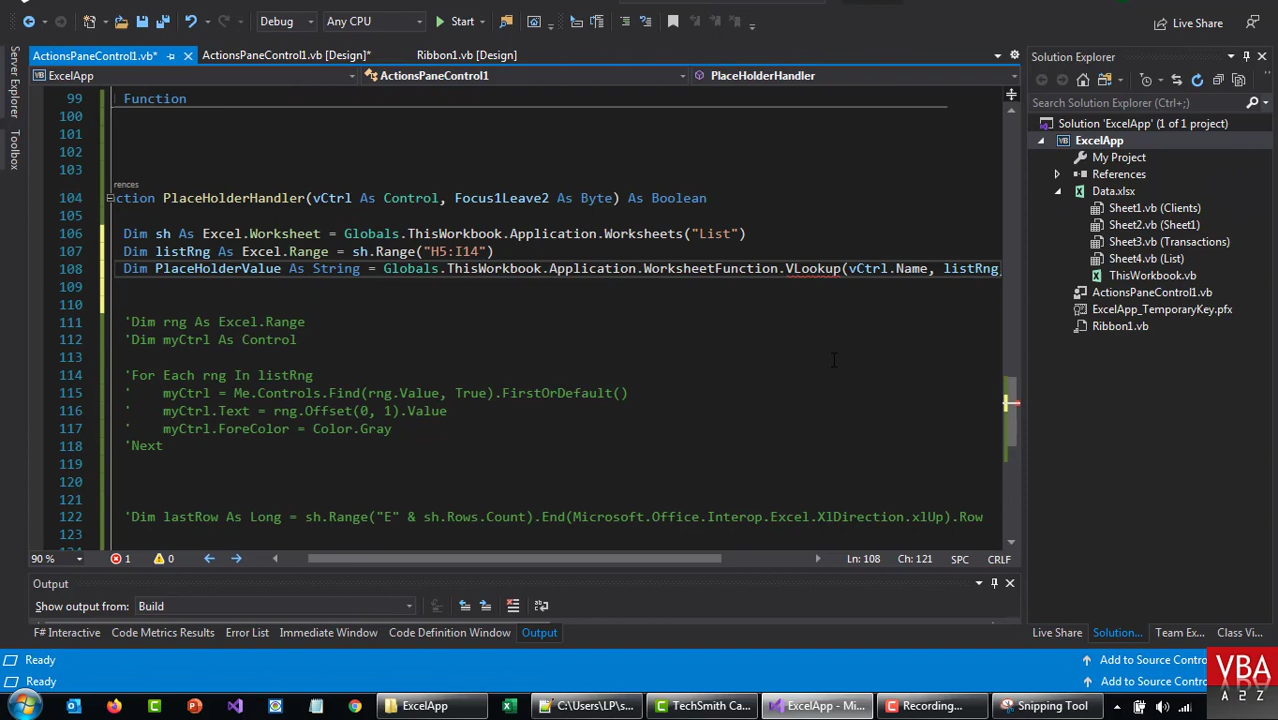 Debug
Any CPU
Start
Live Share
Server Explorer
Toolbox
ActionsPaneControl1.vb*
ActionsPaneControl1.vb [Design]*
Ribbon1.vb [Design]
ExcelApp
ActionsPaneControl1
PlaceHolderHandler
99 Function
100
101
102
103
rences
104 ction PlaceHolderHandler(vCtrl As Control, Focus1Leave2 As Byte) As Boolean
105
106 Dim sh As Excel.Worksheet = Globals.ThisWorkbook.Application.Worksheets("List")
107 Dim listRng As Excel.Range = sh.Range("H5:I14")
108 Dim PlaceHolderValue As String = Globals.ThisWorkbook.Application.WorksheetFunction.VLookup(vCtrl.Name, listRng,
109
110
111 'Dim rng As Excel.Range
112 'Dim myCtrl As Control
113
114 'For Each rng In listRng
115 ' myCtrl = Me.Controls.Find(rng.Value, True).FirstOrDefault()
116 ' myCtrl.Text = rng.Offset(0, 1).Value
117 ' myCtrl.ForeColor = Color.Gray
118 'Next
119
120
121
122 'Dim lastRow As Long = sh.Range("E" & sh.Rows.Count).End(Microsoft.Office.Interop.Excel.XlDirection.xlUp).Row
123
90 % 1 0 Ln: 108 Ch: 121 SPC CRLF
Output
Show output from: Build
F# Interactive Code Metrics Results Error List Immediate Window Code Definition Window Output
Solution Explorer
Search Solution Explorer (Ctrl+;)
Solution 'ExcelApp' (1 of 1 project)
ExcelApp
My Project
References
Data.xlsx
Sheet1.vb (Clients)
Sheet2.vb (Sheet1)
Sheet3.vb (Transactions)
Sheet4.vb (List)
ThisWorkbook.vb
ActionsPaneControl1.vb
ExcelApp_TemporaryKey.pfx
Ribbon1.vb
Live Share Solution... Team Ex... Class Vi...
Ready Add to Source Contro
Ready Add to Source Contro
ExcelApp
C:\Users\LP\s...
TechSmith Ca...
ExcelApp - Mi...
Recording...
Snipping Tool
VBA
A2Z